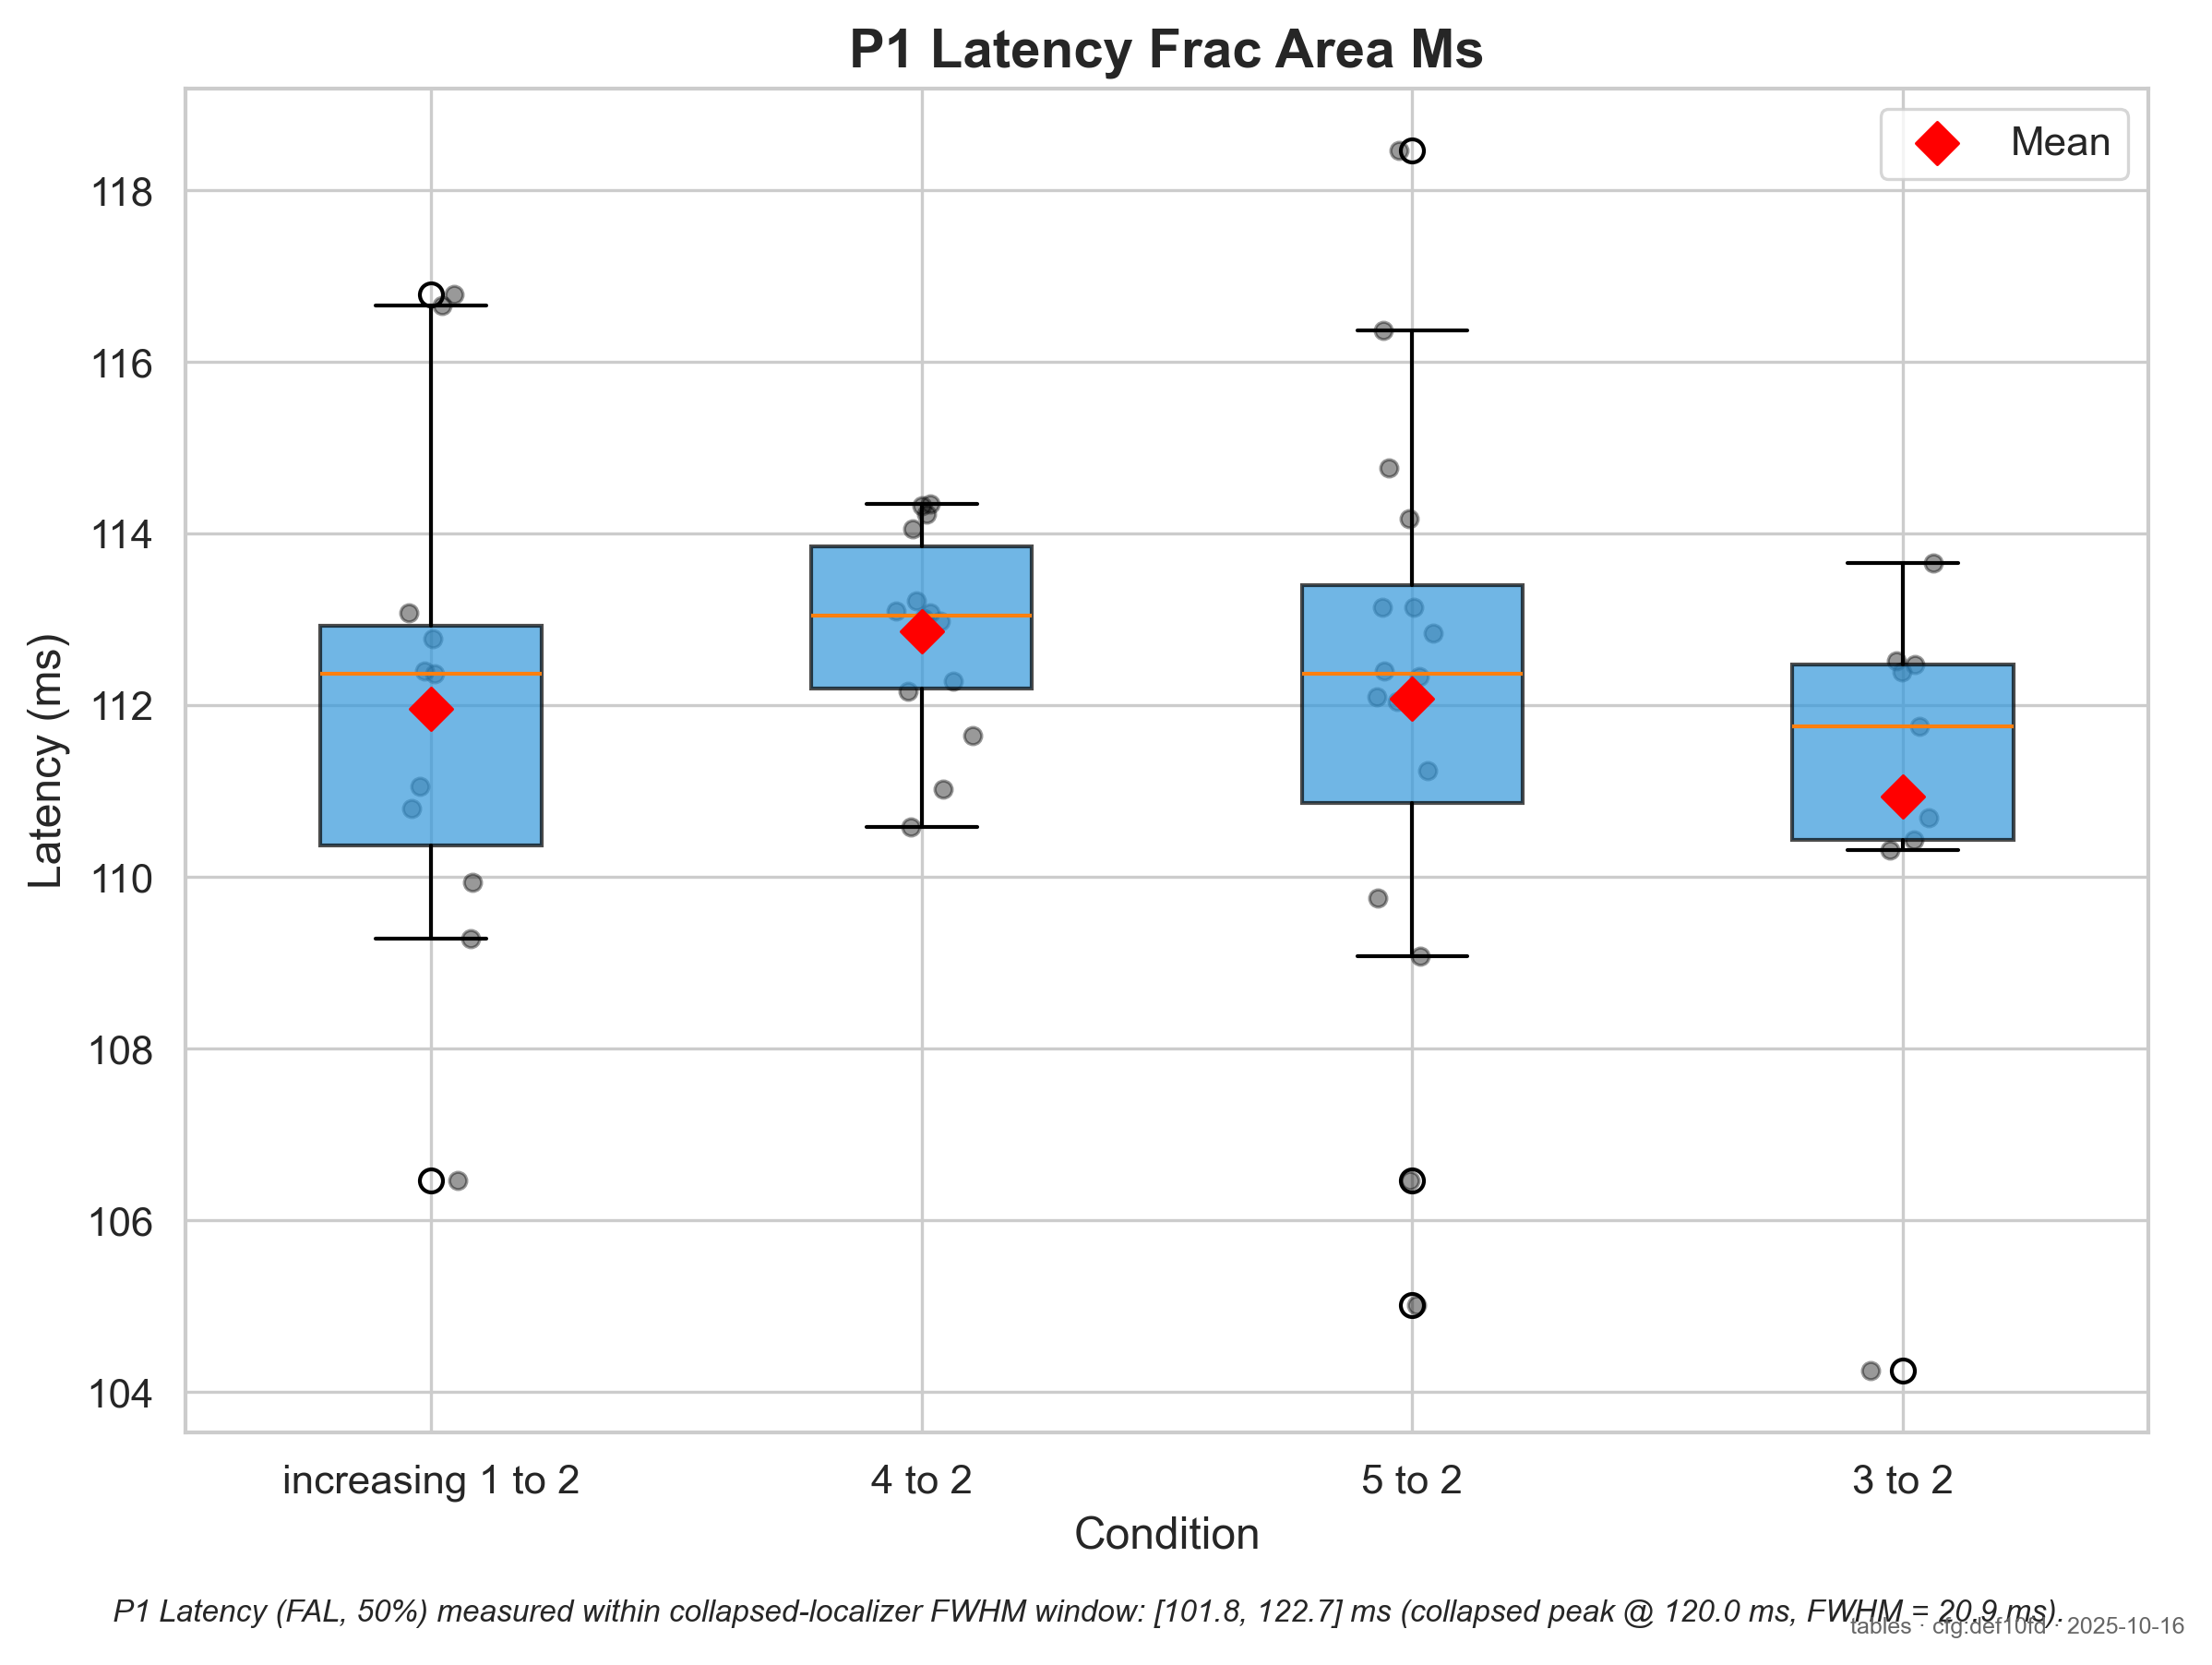 P1 Latency Frac Area Ms
Mean
118
116
114
112
110
108
106
104
Latency (ms)
increasing 1 to 2
4 to 2
5 to 2
3 to 2
Condition
P1 Latency (FAL, 50%) measured within collapsed-localizer FWHM window: [101.8, 122.7] ms (collapsed peak @ 120.0 ms, FWHM = 20.9 ms).
tables · cfg:def10fd · 2025-10-16